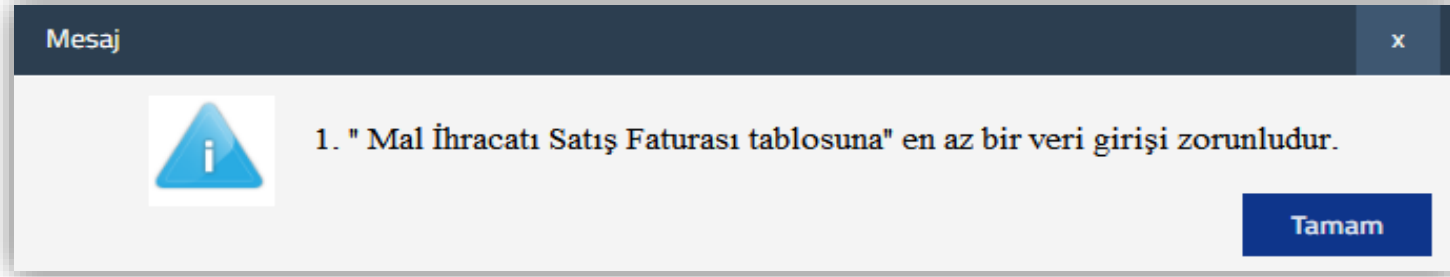 Mesaj
x
1. " Mal İhracatı Satış Faturası tablosuna" en az bir veri girişi zorunludur.
Tamam